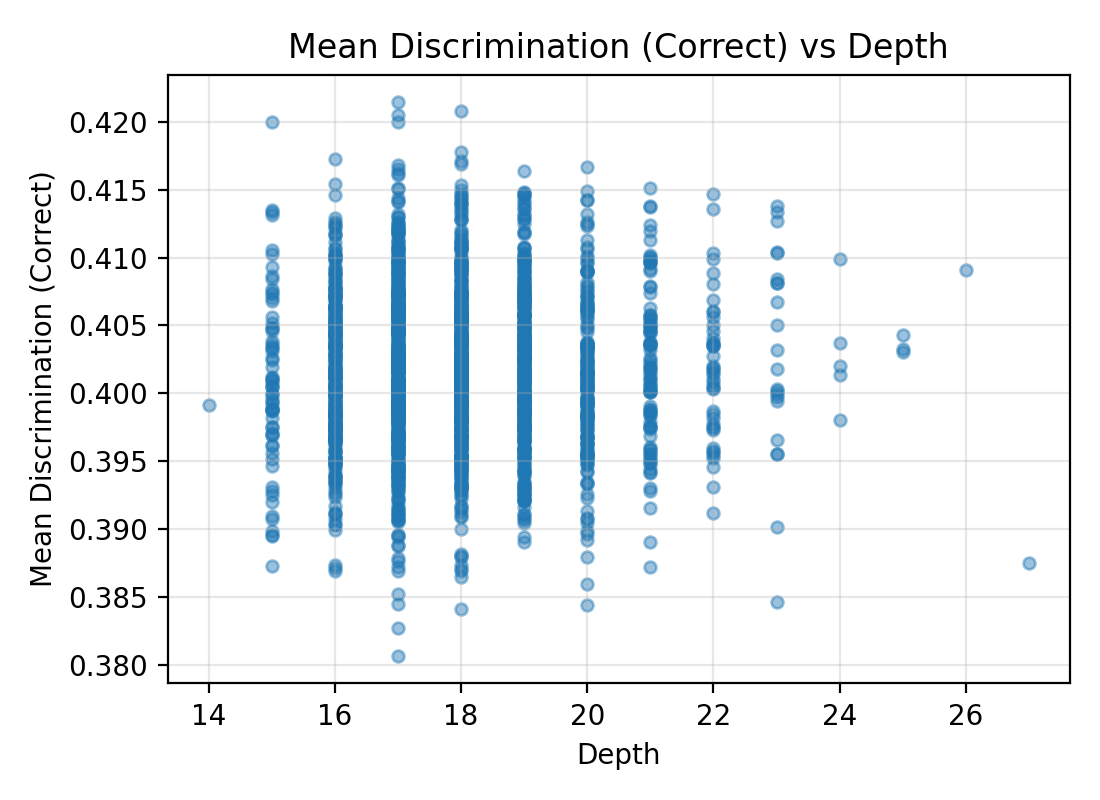 Mean Discrimination (Correct) vs Depth
Mean Discrimination (Correct)
0.420
0.415
0.410
0.405
0.400
0.395
0.390
0.385
0.380
14 16 18 20 22 24 26
Depth